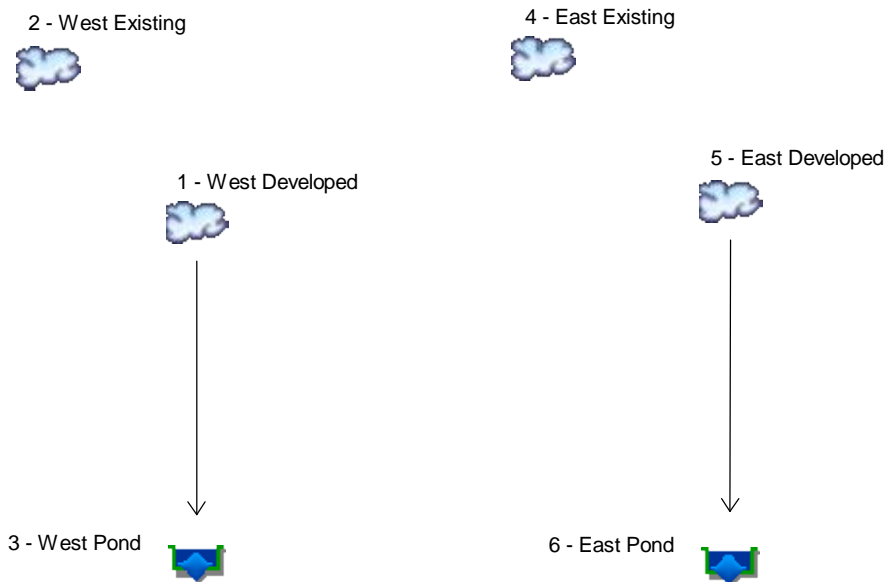 2 - West Existing
4 - East Existing
1 - West Developed
5 - East Developed
3 - West Pond
6 - East Pond